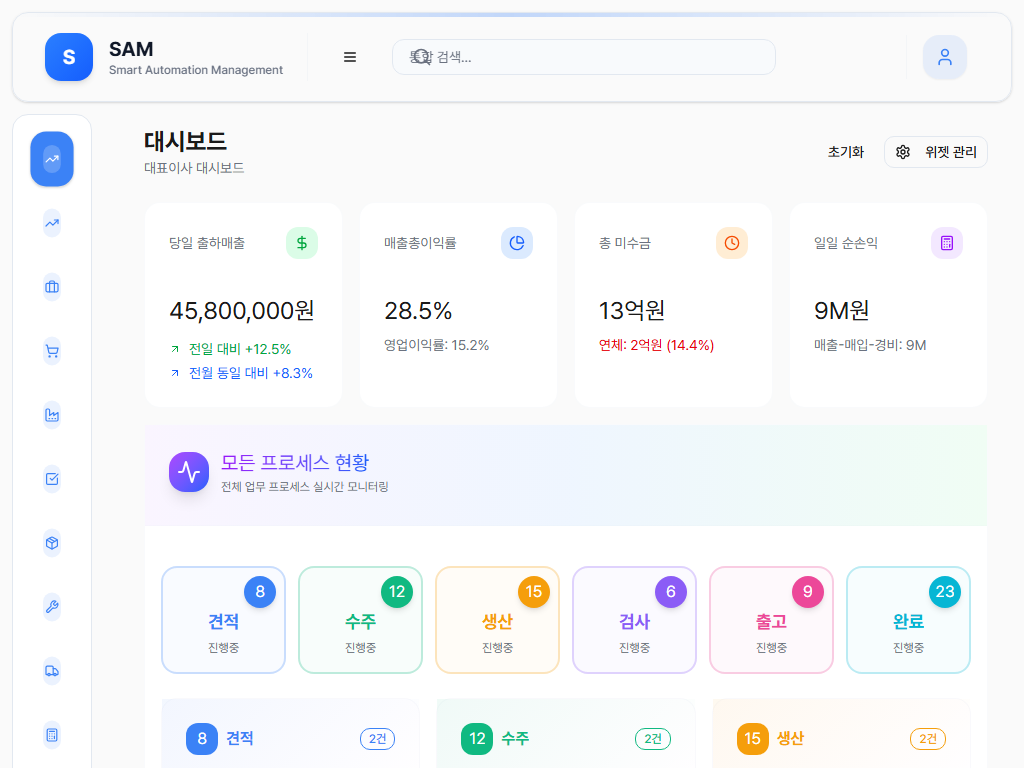 S
SAM
Smart Automation Management
통합 검색...
대시보드
대표이사 대시보드
초기화
위젯 관리
당일 출하매출
45,800,000원
전일 대비 +12.5%
전월 동일 대비 +8.3%
매출총이익률
28.5%
영업이익률: 15.2%
총 미수금
13억원
연체: 2억원 (14.4%)
일일 순손익
9M원
매출-매입-경비: 9M
모든 프로세스 현황
전체 업무 프로세스 실시간 모니터링
8
견적
진행중
12
수주
진행중
15
생산
진행중
6
검사
진행중
9
출고
진행중
23
완료
진행중
8 견적 2건
12 수주 2건
15 생산 2건